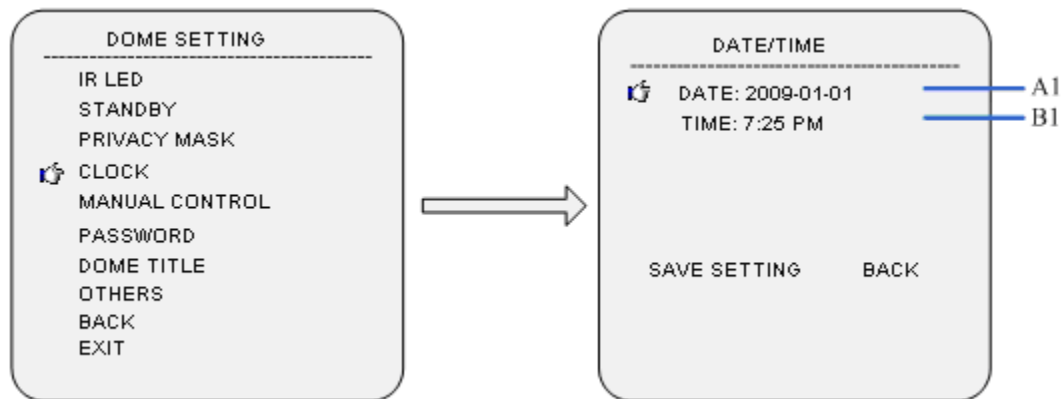 DOME SETTING
IR LED
STANDBY
PRIVACY MASK
CLOCK
MANUAL CONTROL
PASSWORD
DOME TITLE
OTHERS
BACK
EXIT
DATE/TIME
DATE: 2009-01-01
A1
TIME: 7:25 PM
B1
SAVE SETTING BACK